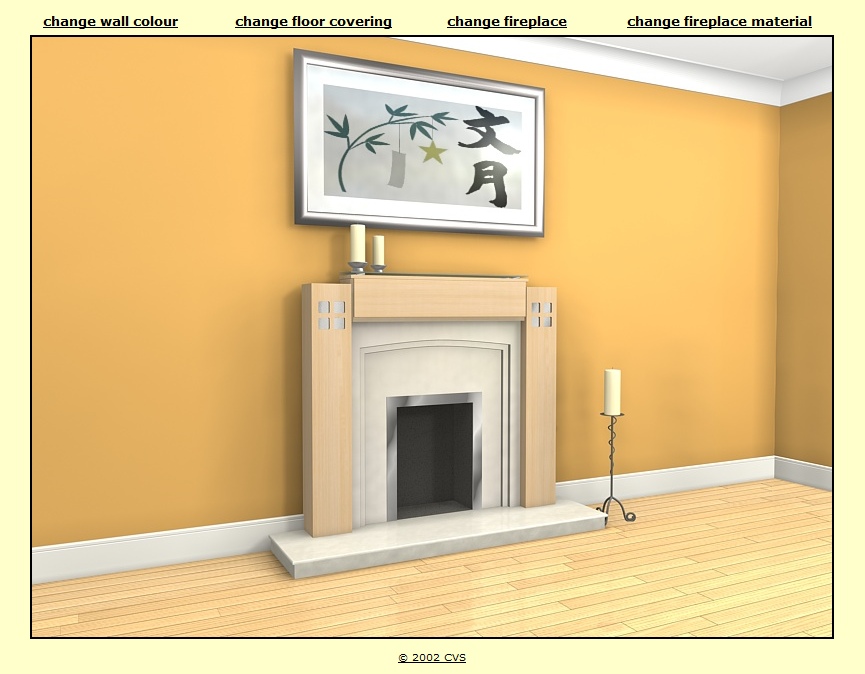 change wall colour change floor covering change fireplace change fireplace material
文月
© 2002 CVS